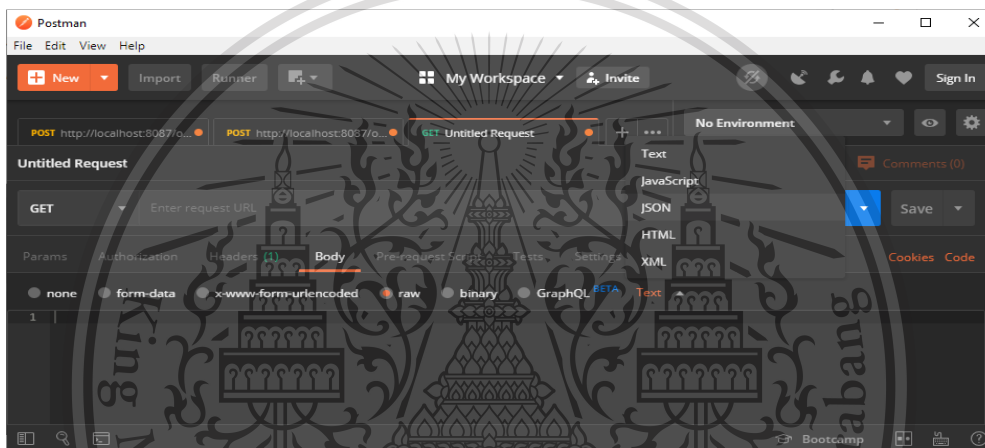 Postman
File Edit View Help
New Import Runner My Workspace Invite Sign In
POST http://localhost:8087/o... POST http://localhost:8087/o... GET Untitled Request + ••• No Environment
Untitled Request Comments (0)
GET Enter request URL Save
Text
JavaScript
JSON
HTML
XML
Params Authorization Headers (1) Body Pre-request Script Tests Settings Cookies Code
none form-data x-www-form-urlencoded raw binary GraphQL BETA Text
1
Bootcamp
King
abang